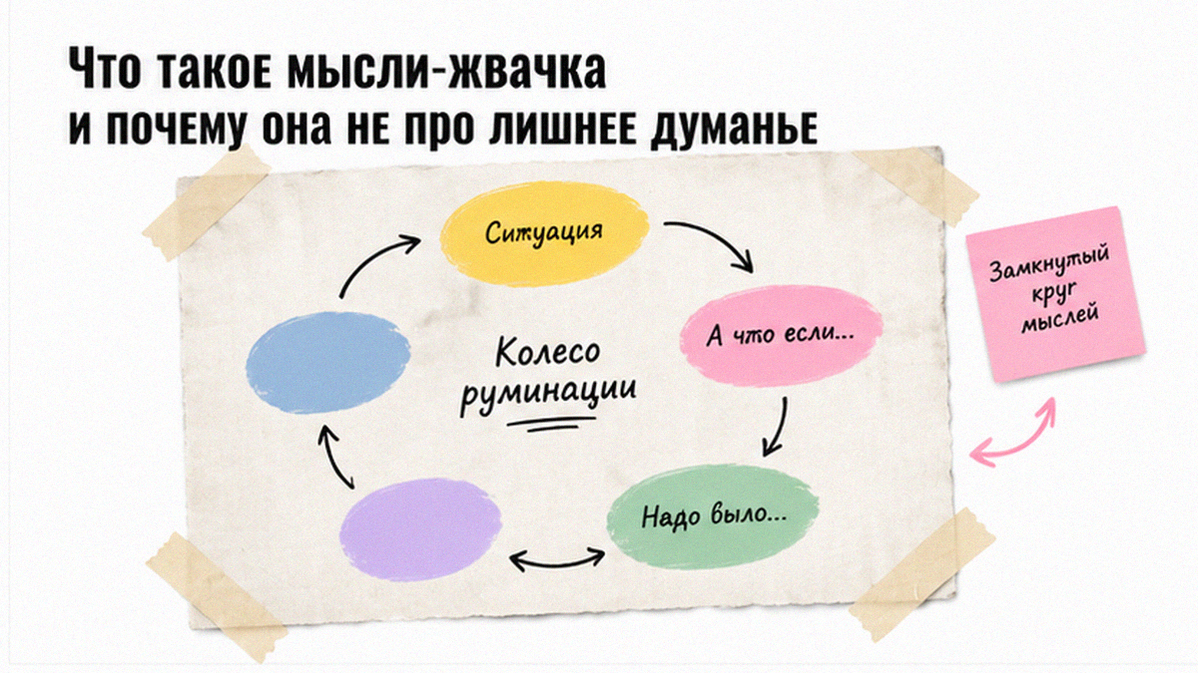 Что такое мысли-жвачка
и почему она не про лишнее думанье
Ситуация
А что если...
Колесо
руминации
Надо было...
Замкнутый
круг
мыслей